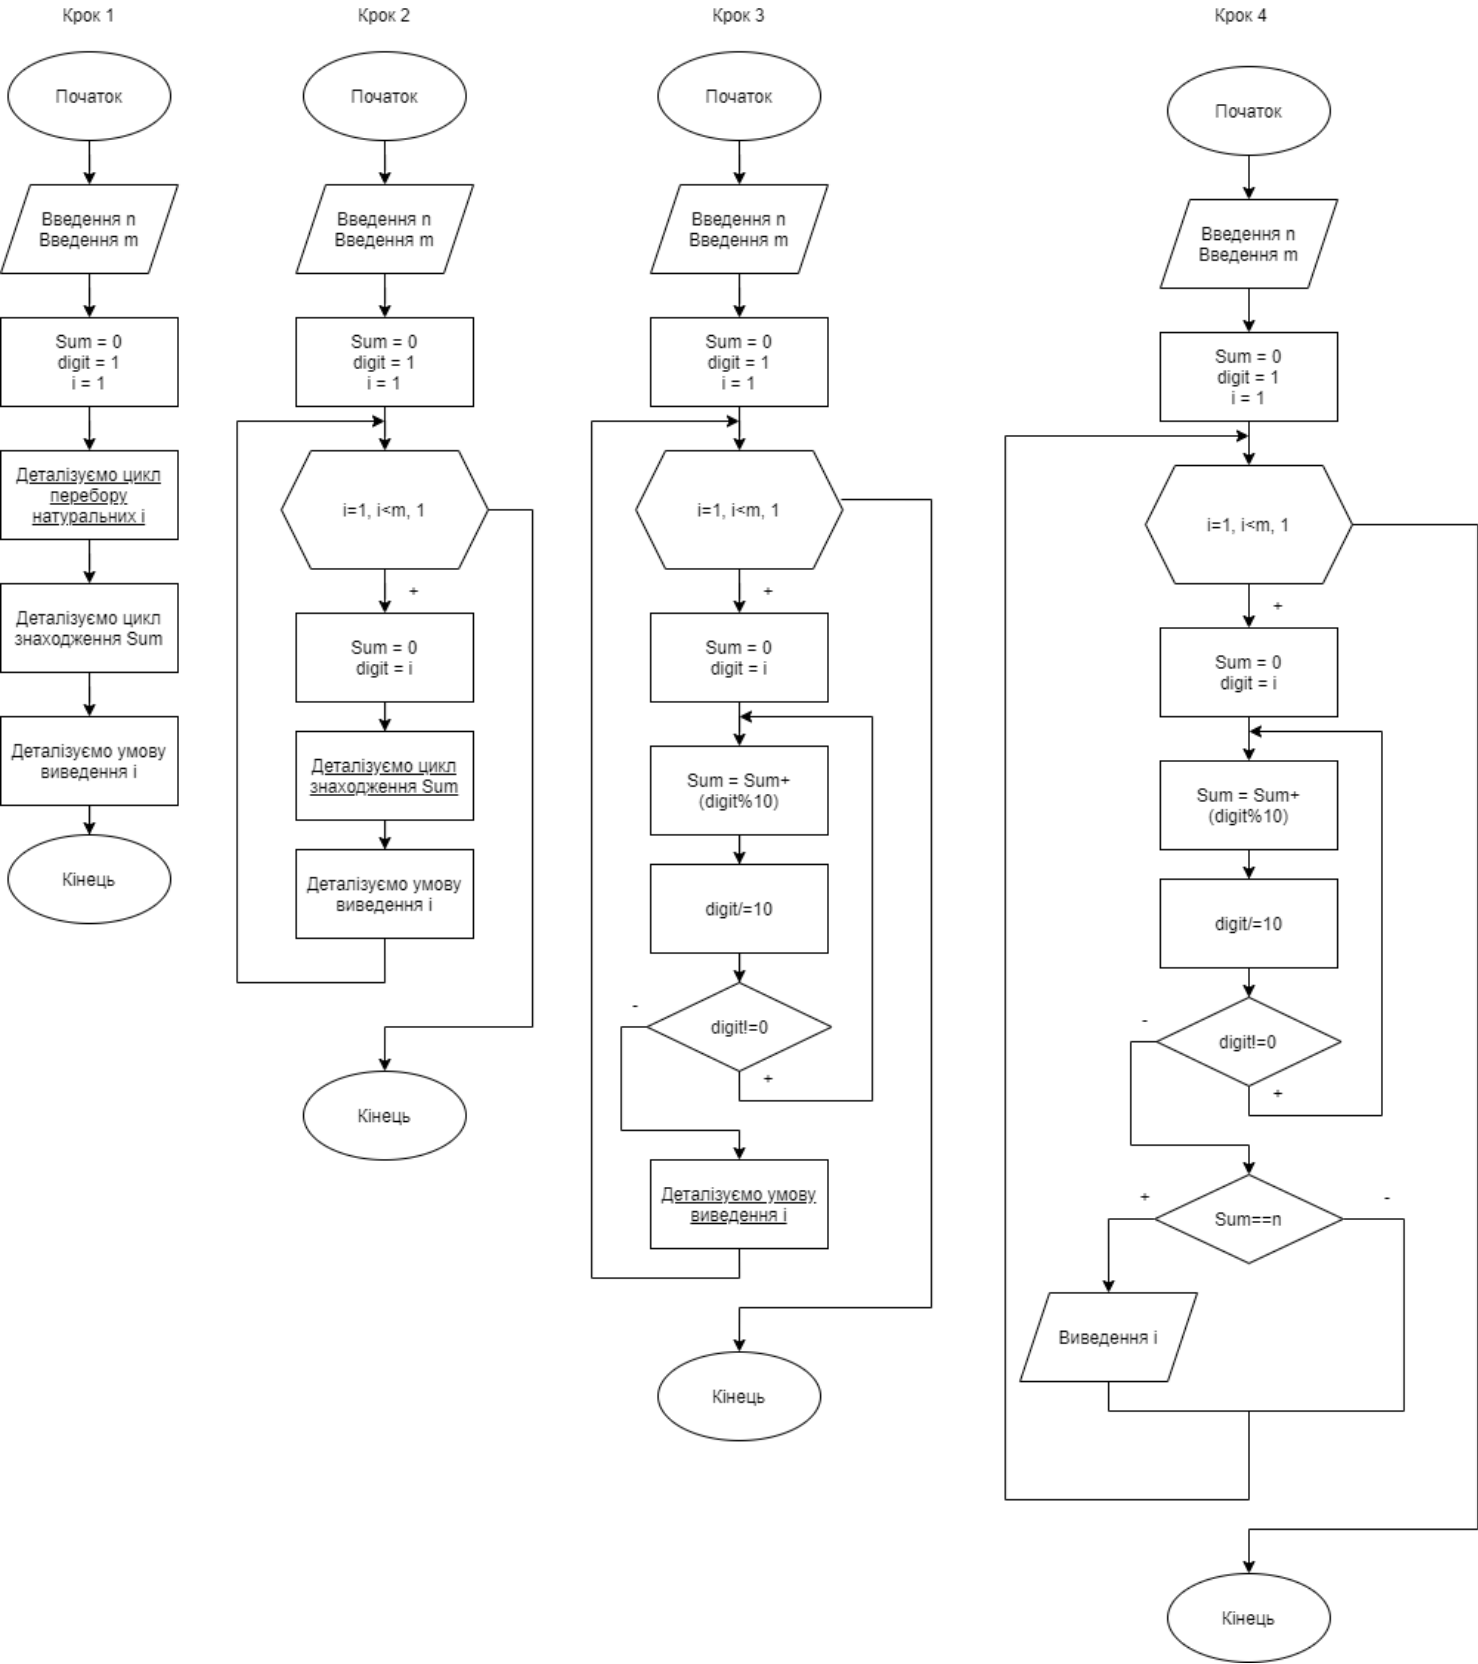 Крок 1
Початок
Введення n
Введення m
Sum = 0
digit = 1
i = 1
Деталізуємо цикл
перебору
натуральних і
Деталізуємо цикл
знаходження Sum
Деталізуємо умову
виведення і
Кінець
Крок 2
Початок
Введення n
Введення m
Sum = 0
digit = 1
i = 1
i=1, i<m, 1
+
Sum = 0
digit = i
Деталізуємо цикл
знаходження Sum
Деталізуємо умову
виведення і
Кінець
Крок 3
Початок
Введення n
Введення m
Sum = 0
digit = 1
i = 1
i=1, i<m, 1
+
Sum = 0
digit = i
Sum = Sum+
(digit%10)
digit/=10
-
digit!=0
+
Деталізуємо умову
виведення і
Кінець
Крок 4
Початок
Введення n
Введення m
Sum = 0
digit = 1
i = 1
i=1, i<m, 1
+
Sum = 0
digit = i
Sum = Sum+
(digit%10)
digit/=10
-
digit!=0
+
+
-
Sum==n
Виведення і
Кінець